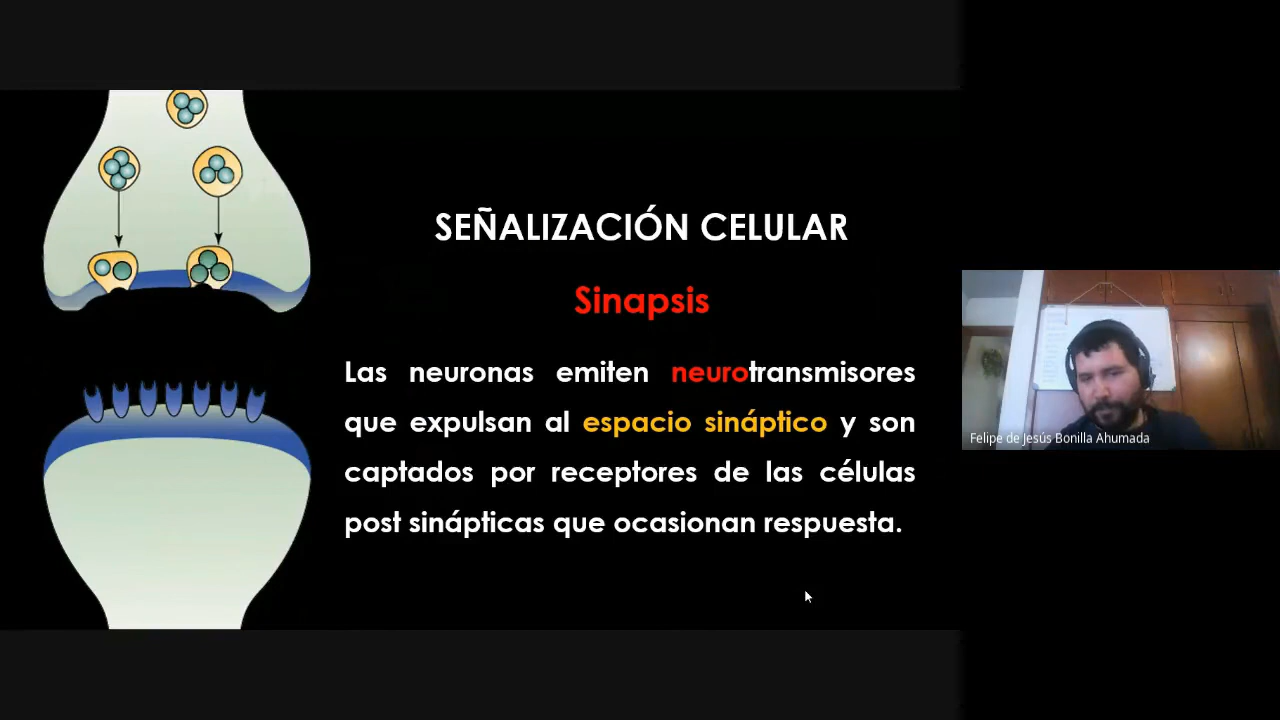 SEÑALIZACIÓN CELULAR
Sinapsis
Las neuronas emiten neurotransmisores
que expulsan al espacio sináptico y son
captados por receptores de las células
post sinápticas que ocasionan respuesta.
Felipe de Jesús Bonilla Ahumada